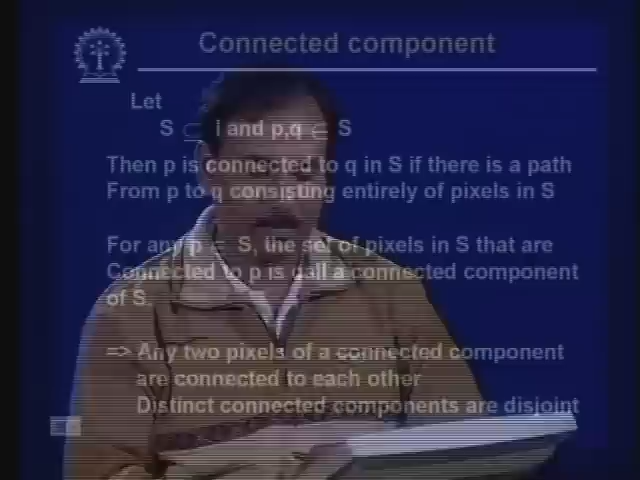 Connected component
Let
S ⊆ I and p,q ∈ S
Then p is connected to q in S if there is a path
From p to q consisting entirely of pixels in S
For any p ∈ S, the set of pixels in S that are
Connected to p is call a connected component
of S.
=> Any two pixels of a connected component
are connected to each other
Distinct connected components are disjoint